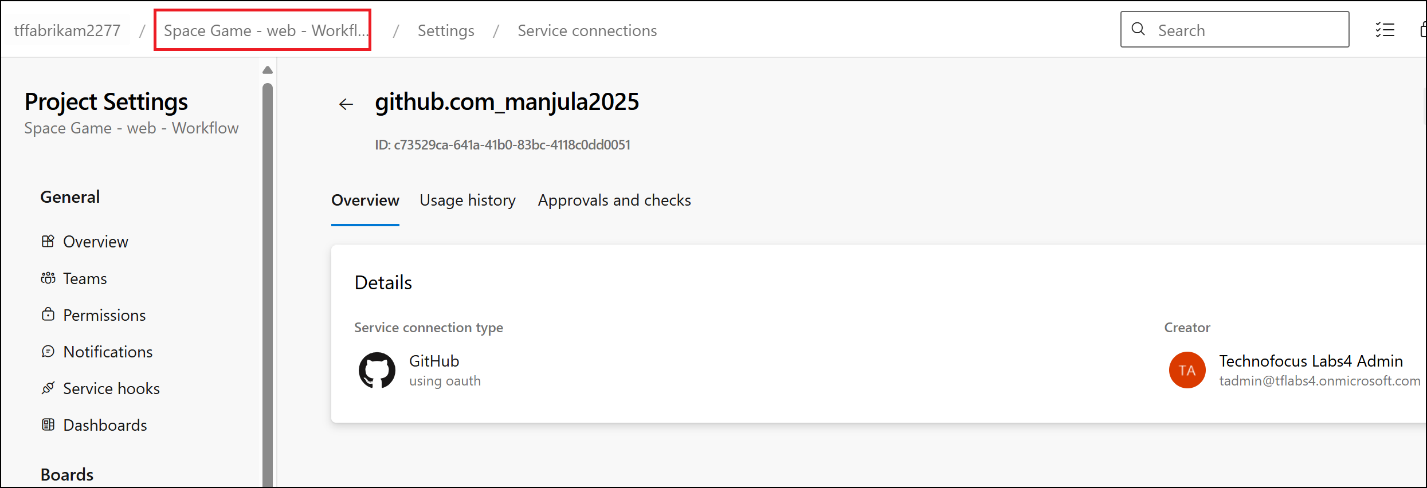 tffabrikam2277 / Space Game - web - Workfl... / Settings / Service connections
Search
Project Settings
Space Game - web - Workflow
General
Overview
Teams
Permissions
Notifications
Service hooks
Dashboards
Boards
github.com_manjula2025
ID: c73529ca-641a-41b0-83bc-4118c0dd0051
Overview Usage history Approvals and checks
Details
Service connection type
GitHub
using oauth
Creator
TA
Technofocus Labs4 Admin
tadmin@tflabs4.onmicrosoft.com